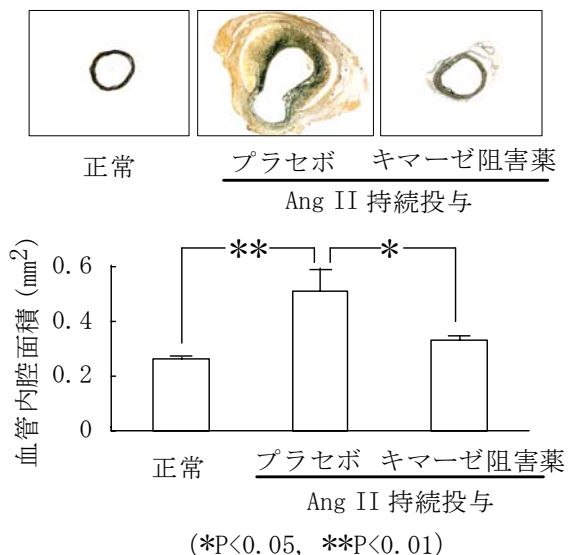 正常
プラセボ キマーゼ阻害薬
Ang II 持続投与
血管内腔面積 (mm²)
0.6
0.4
0.2
0
** *
正常
プラセボ キマーゼ阻害薬
Ang II 持続投与
(*P<0.05, **P<0.01)